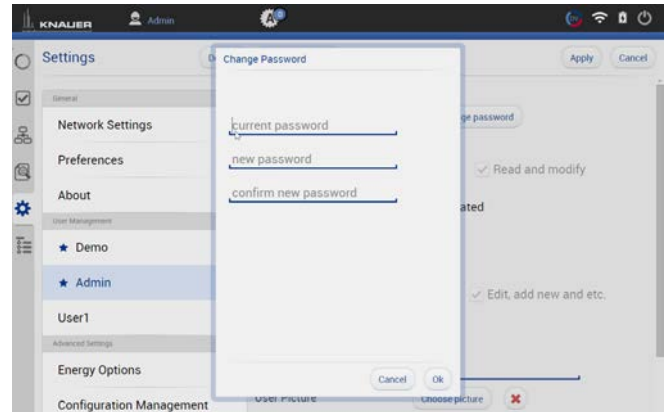 KNAUER
Admin
Settings
Apply
Cancel
General
Network Settings
Preferences
About
User Management
Demo
Admin
User1
Advanced Settings
Energy Options
Configuration Management
Change Password
current password
new password
confirm new password
Cancel
Ok
ge password
Read and modify
ated
Edit, add new and etc.
User Picture
Choose picture